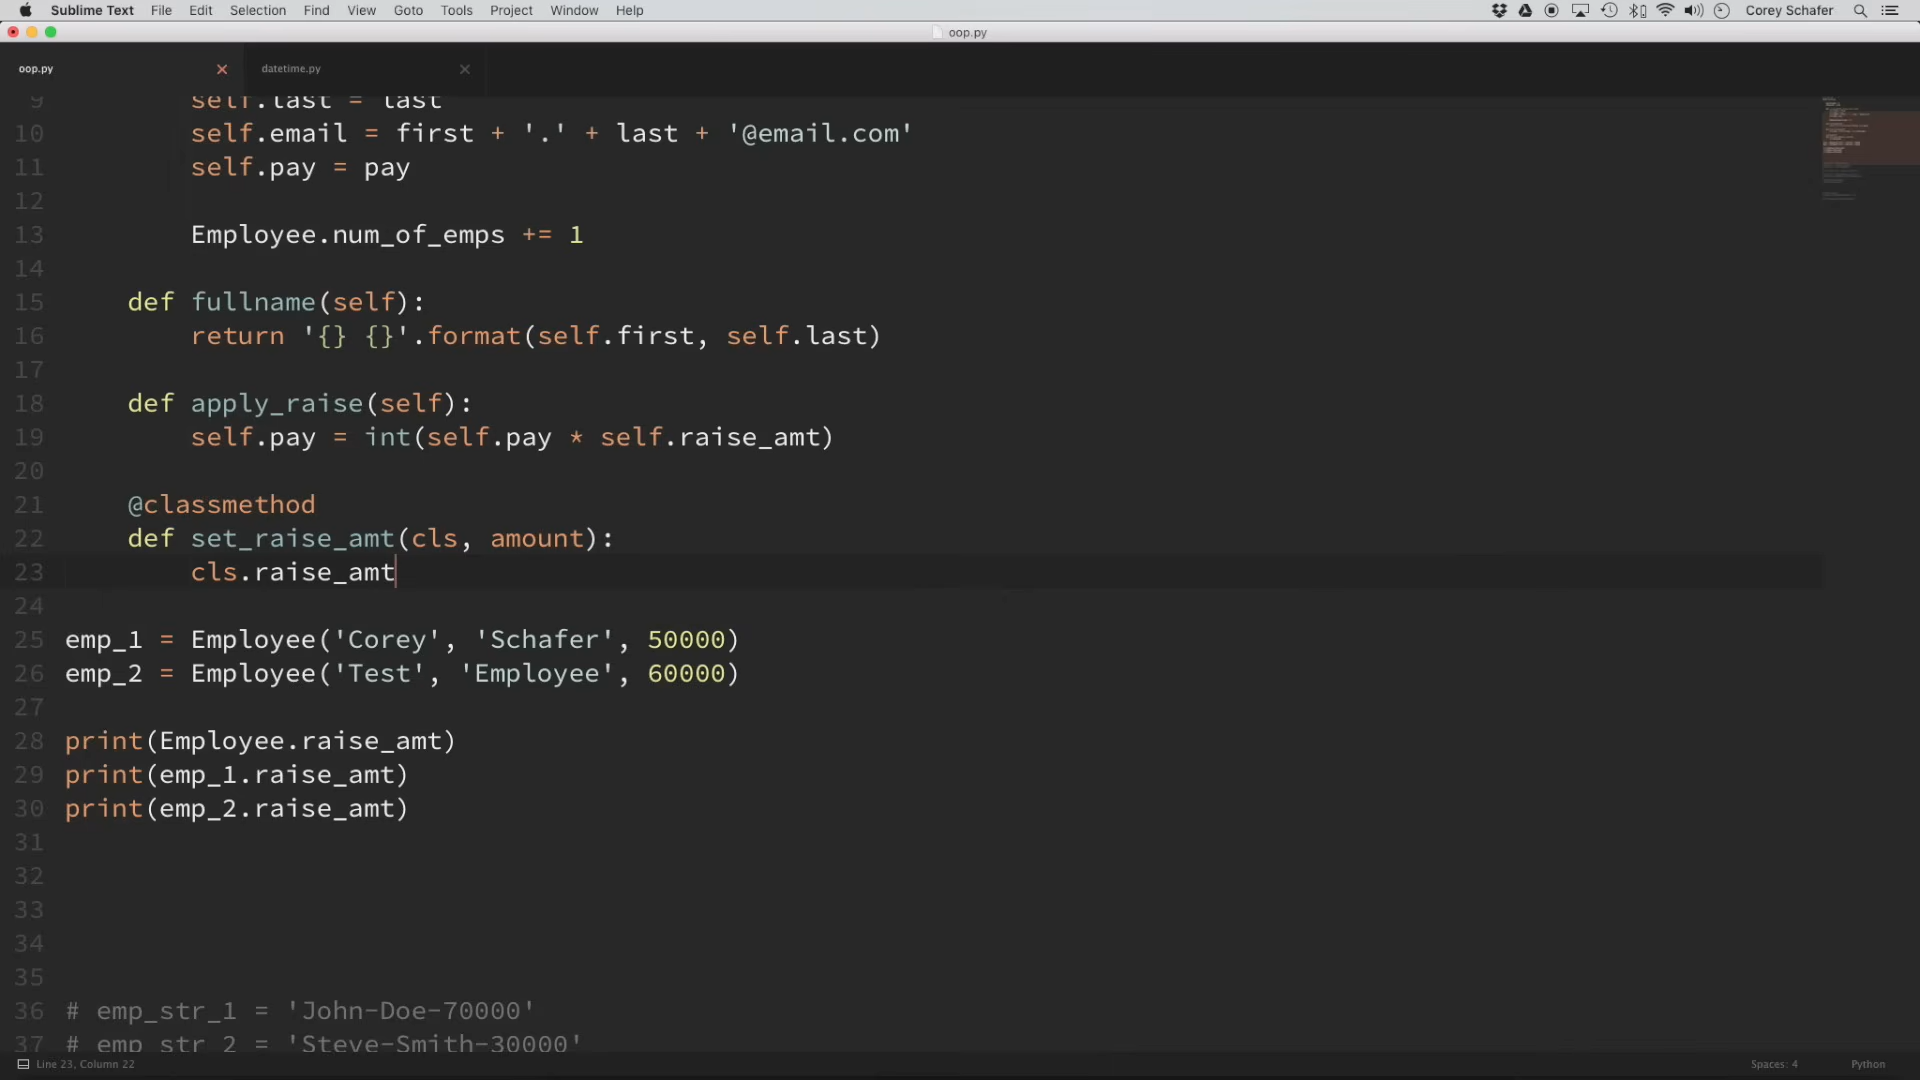 Sublime Text File Edit Selection Find View Goto Tools Project Window Help Corey Schafer
oop.py
oop.py datetime.py
9 self.last = last
10 self.email = first + '.' + last + '@email.com'
11 self.pay = pay
12
13 Employee.num_of_emps += 1
14
15 def fullname(self):
16 return '{} {}'.format(self.first, self.last)
17
18 def apply_raise(self):
19 self.pay = int(self.pay * self.raise_amt)
20
21 @classmethod
22 def set_raise_amt(cls, amount):
23 cls.raise_amt
24
25 emp_1 = Employee('Corey', 'Schafer', 50000)
26 emp_2 = Employee('Test', 'Employee', 60000)
27
28 print(Employee.raise_amt)
29 print(emp_1.raise_amt)
30 print(emp_2.raise_amt)
31
32
33
34
35
36 # emp_str_1 = 'John-Doe-70000'
37 # emp_str_2 = 'Steve-Smith-30000'
Line 23, Column 22 Spaces: 4 Python